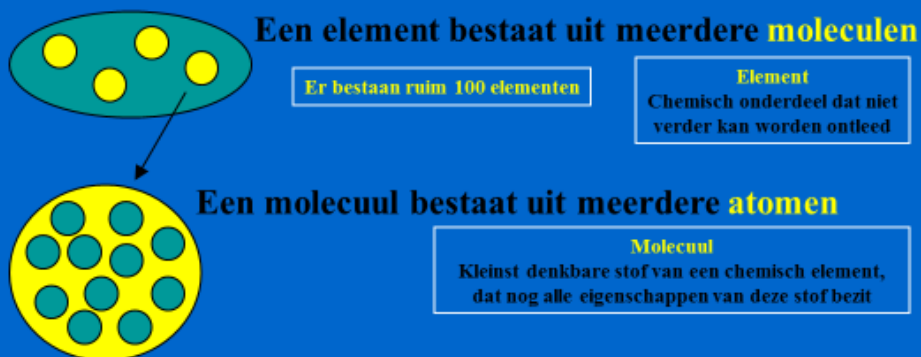 Een element bestaat uit meerdere moleculen
Er bestaan ruim 100 elementen
Element
Chemisch onderdeel dat niet
verder kan worden ontleed
Een molecuul bestaat uit meerdere atomen
Molecuul
Kleinst denkbare stof van een chemisch element,
dat nog alle eigenschappen van deze stof bezit